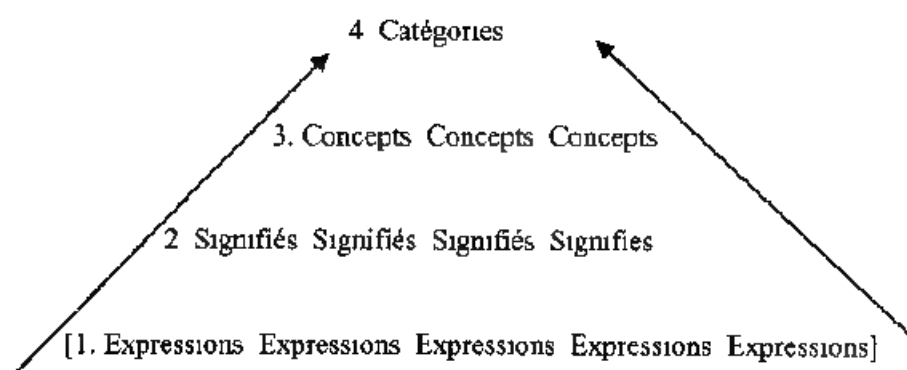 4 Catégories
3. Concepts Concepts Concepts
2 Signifiés Signifiés Signifiés Signifies
[1. Expressions Expressions Expressions Expressions Expressions]